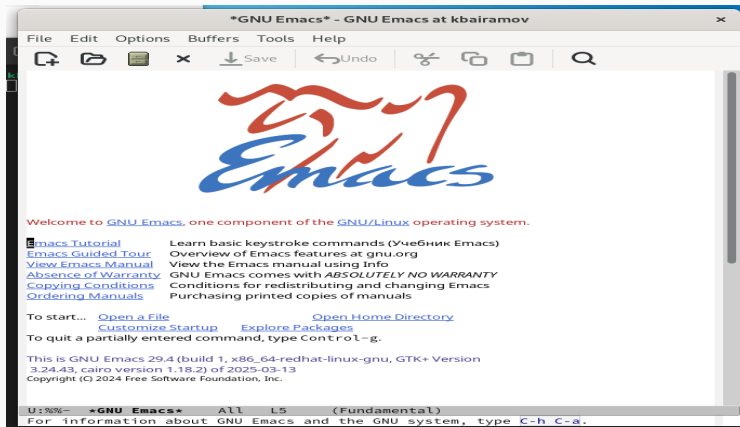 *GNU Emacs* - GNU Emacs at kbairamov
File Edit Options Buffers Tools Help
Save Undo
Emacs
Welcome to GNU Emacs, one component of the GNU/Linux operating system.
Emacs Tutorial Learn basic keystroke commands (Учебник Emacs)
Emacs Guided Tour Overview of Emacs features at gnu.org
View Emacs Manual View the Emacs manual using Info
Absence of Warranty GNU Emacs comes with ABSOLUTELY NO WARRANTY
Copying Conditions Conditions for redistributing and changing Emacs
Ordering Manuals Purchasing printed copies of manuals
To start... Open a File Open Home Directory
Customize Startup Explore Packages
To quit a partially entered command, type Control-g.
This is GNU Emacs 29.4 (build 1, x86_64-redhat-linux-gnu, GTK+ Version
3.24.43, cairo version 1.18.2) of 2025-03-13
Copyright (C) 2024 Free Software Foundation, Inc.
U:%%- *GNU Emacs* All L5 (Fundamental)
For information about GNU Emacs and the GNU system, type C-h C-a.